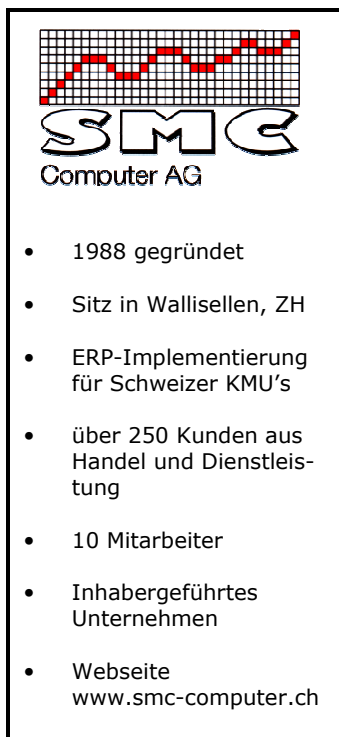 SMC
Computer AG
• 1988 gegründet
• Sitz in Wallisellen, ZH
• ERP-Implementierung
für Schweizer KMU's
• über 250 Kunden aus
Handel und Dienstleis-
tung
• 10 Mitarbeiter
• Inhabergeführtes
Unternehmen
• Webseite
www.smc-computer.ch